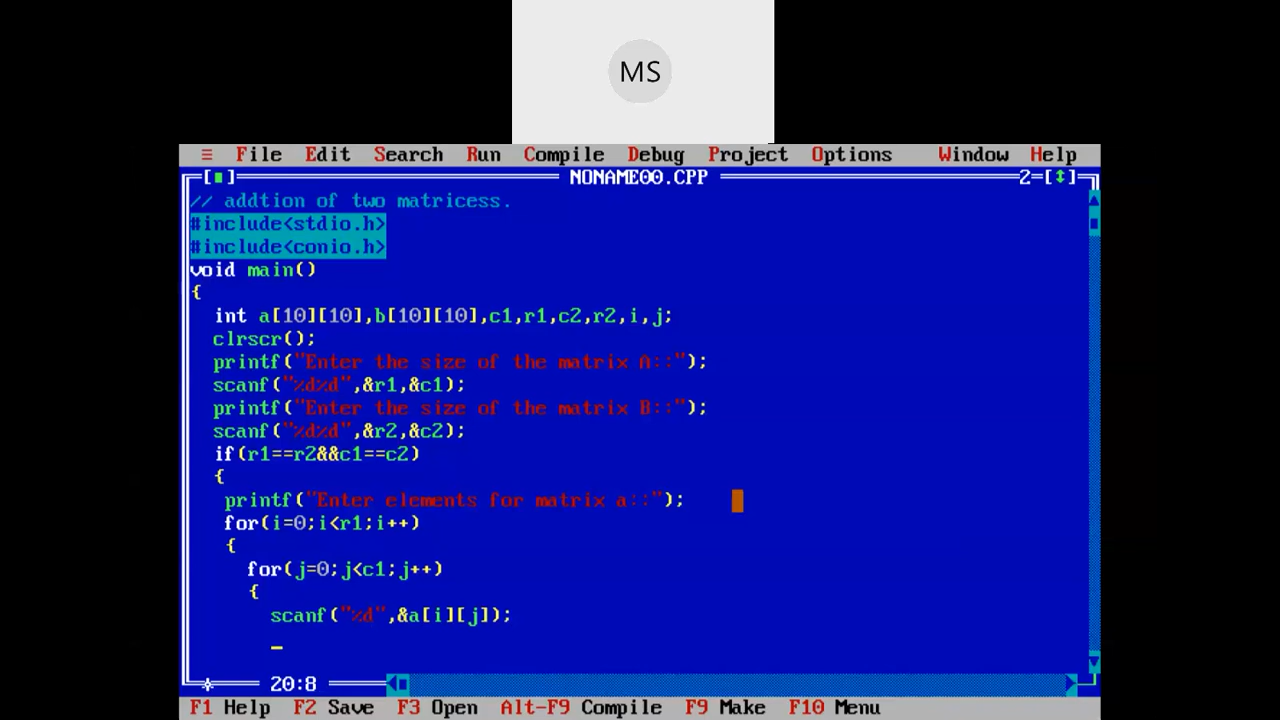 MS
≡ File Edit Search Run Compile Debug Project Options Window Help
[■] NONAME00.CPP 2=[↕]
// addtion of two matricess.
#include<stdio.h>
#include<conio.h>
void main()
{
int a[10][10],b[10][10],c1,r1,c2,r2,i,j;
clrscr();
printf("Enter the size of the matrix A::");
scanf("%d%d",&r1,&c1);
printf("Enter the size of the matrix B::");
scanf("%d%d",&r2,&c2);
if(r1==r2&&c1==c2)
{
printf("Enter elements for matrix a::");
for(i=0;i<r1;i++)
{
for(j=0;j<c1;j++)
{
scanf("%d",&a[i][j]);
20:8
F1 Help F2 Save F3 Open Alt-F9 Compile F9 Make F10 Menu